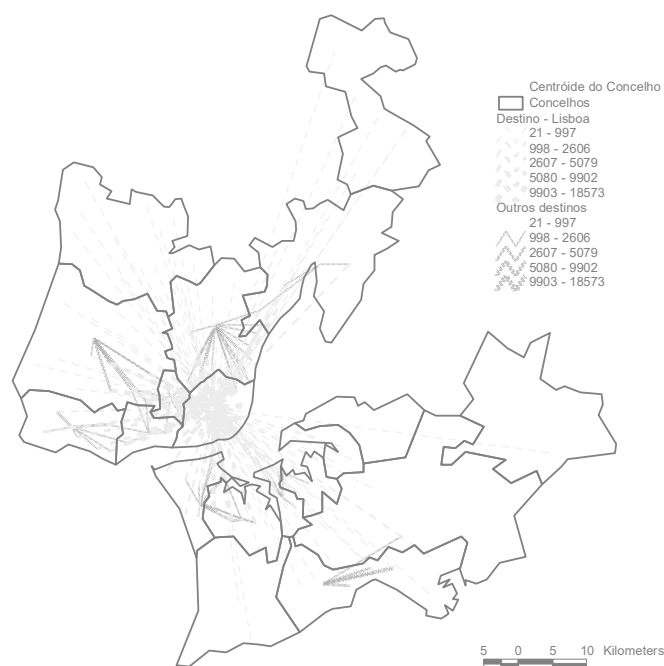 Centróide do Concelho
Concelhos
Destino - Lisboa
21 - 997
998 - 2606
2607 - 5079
5080 - 9902
9903 - 18573
Outros destinos
21 - 997
998 - 2606
2607 - 5079
5080 - 9902
9903 - 18573
5 0 5 10 Kilometers